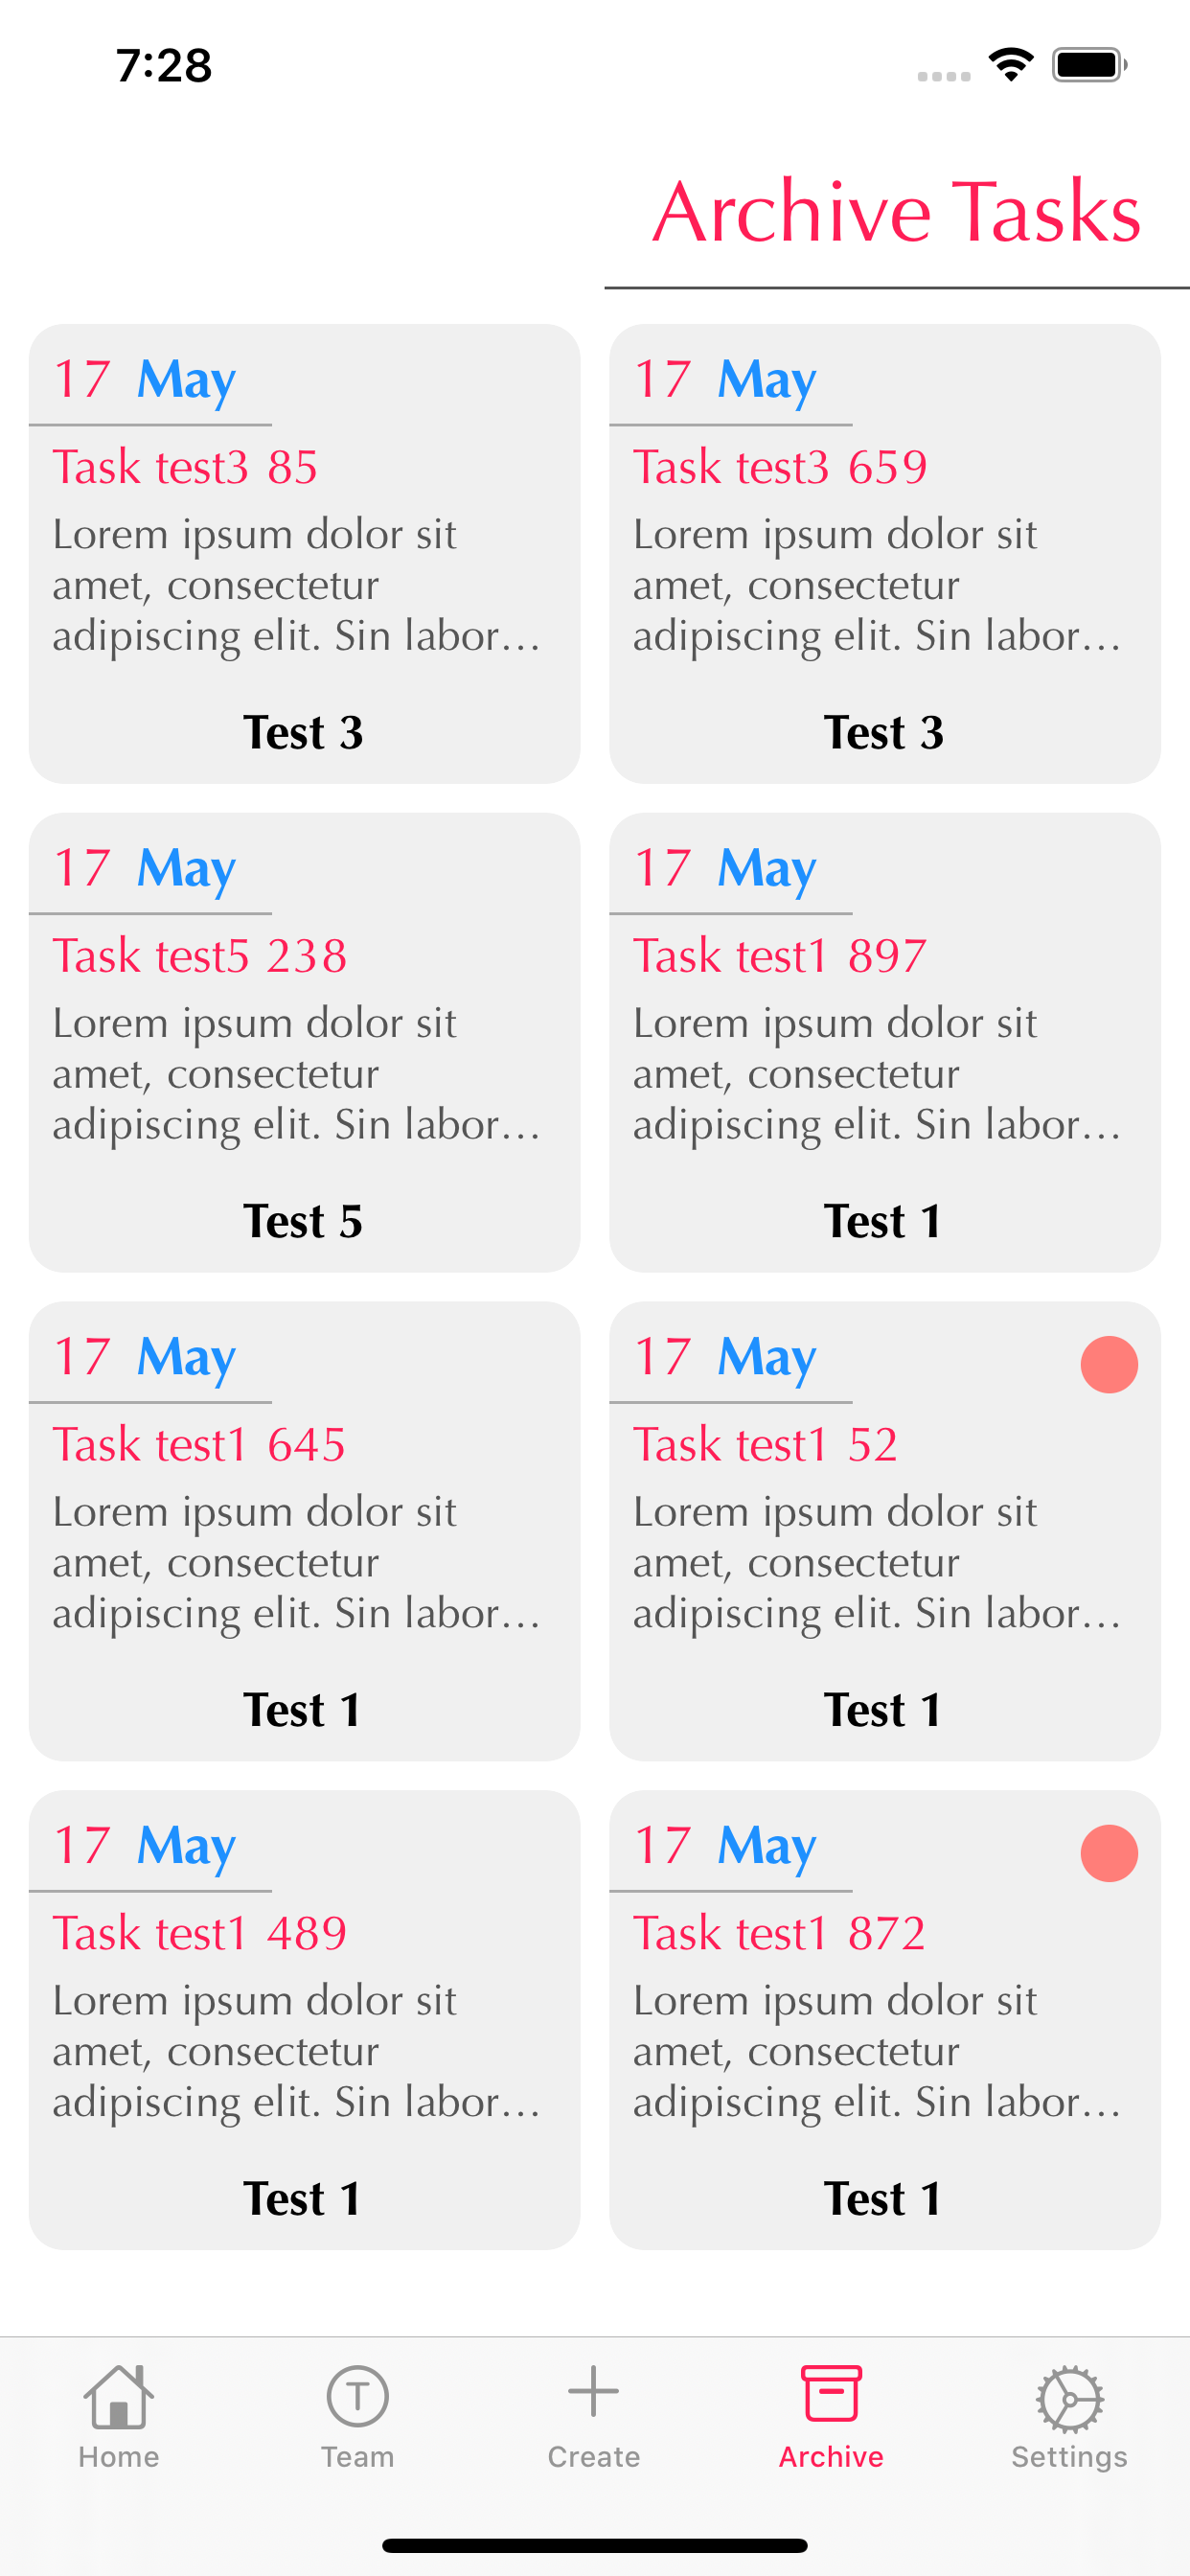 7:28
Archive Tasks
17 May
Task test3 85
Lorem ipsum dolor sit
amet, consectetur
adipiscing elit. Sin labor…
Test 3
17 May
Task test3 659
Lorem ipsum dolor sit
amet, consectetur
adipiscing elit. Sin labor…
Test 3
17 May
Task test5 238
Lorem ipsum dolor sit
amet, consectetur
adipiscing elit. Sin labor…
Test 5
17 May
Task test1 897
Lorem ipsum dolor sit
amet, consectetur
adipiscing elit. Sin labor…
Test 1
17 May
Task test1 645
Lorem ipsum dolor sit
amet, consectetur
adipiscing elit. Sin labor…
Test 1
17 May
Task test1 52
Lorem ipsum dolor sit
amet, consectetur
adipiscing elit. Sin labor…
Test 1
17 May
Task test1 489
Lorem ipsum dolor sit
amet, consectetur
adipiscing elit. Sin labor…
Test 1
17 May
Task test1 872
Lorem ipsum dolor sit
amet, consectetur
adipiscing elit. Sin labor…
Test 1
T
Home
Team
Create
Archive
Settings